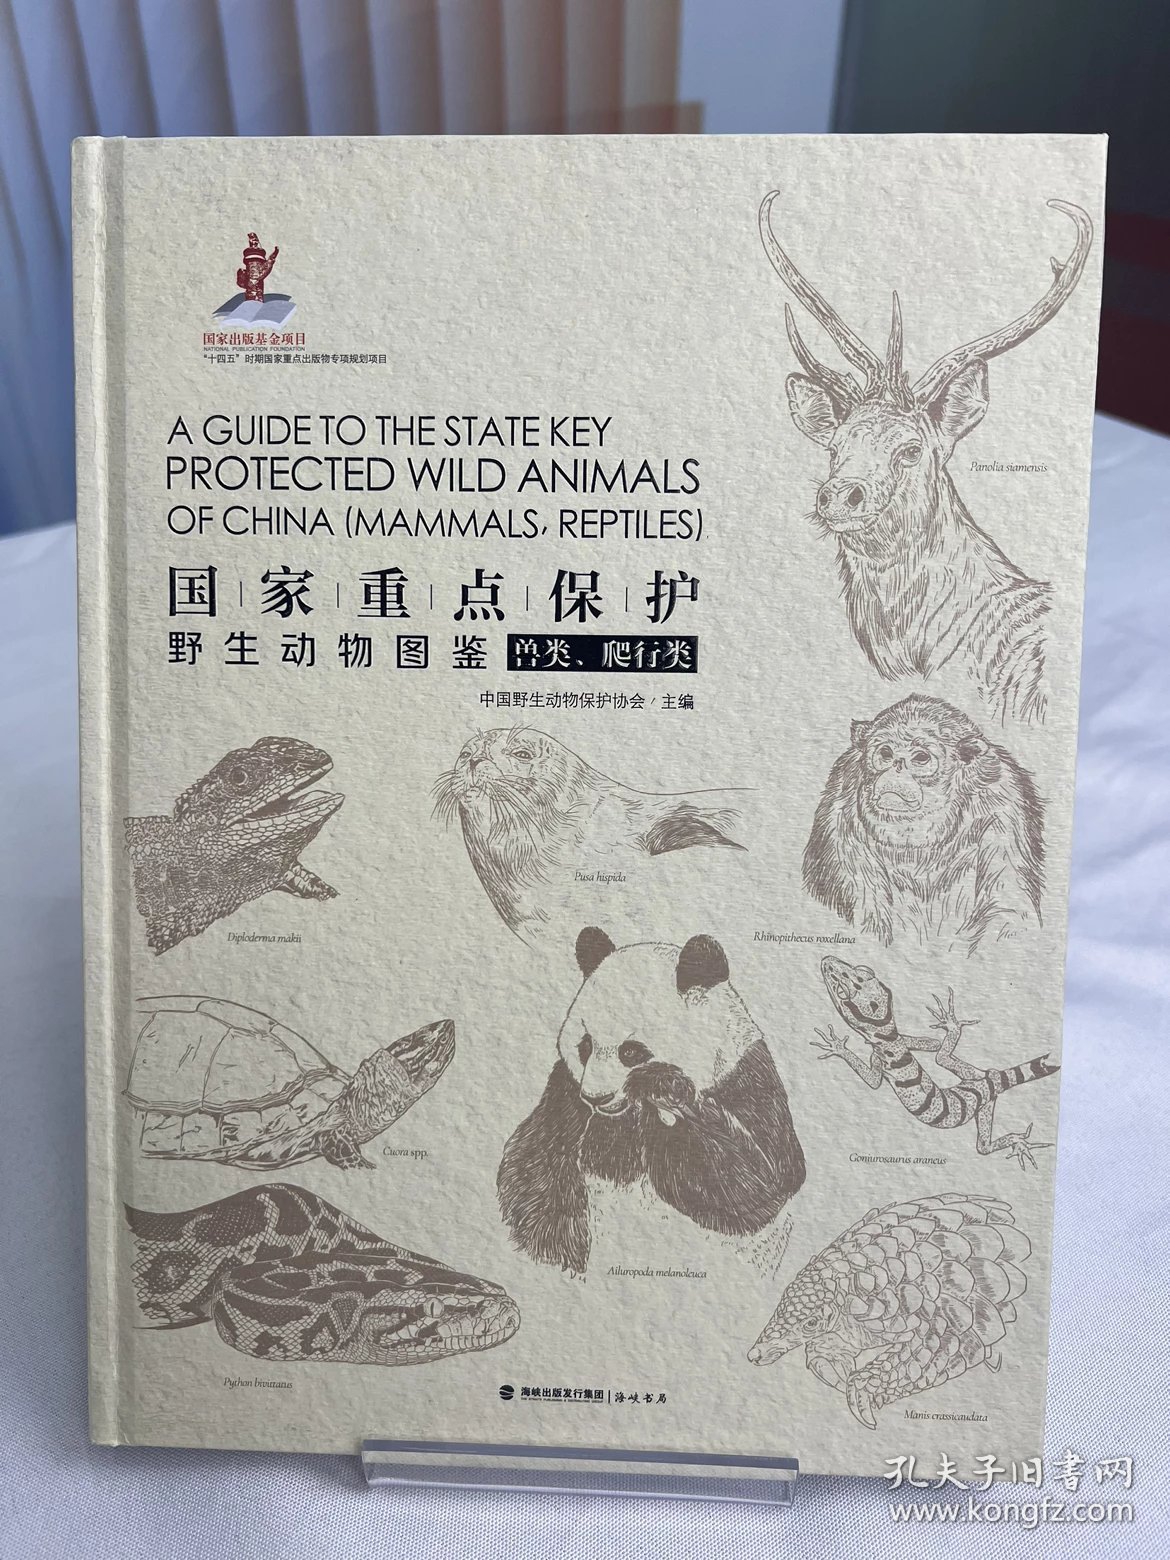 国家出版基金项目
NATIONAL PUBLICATION FOUNDATION
"十四五"时期国家重点出版物专项规划项目
A GUIDE TO THE STATE KEY
PROTECTED WILD ANIMALS
OF CHINA (MAMMALS, REPTILES)
国家重点保护
野生动物图鉴 兽类、爬行类
中国野生动物保护协会 / 主编
Panolia siamensis
Pusa hispida
Diploderma makii
Rhinopithecus roxellana
Cuora spp.
Goniurosaurus araneus
Ailuropoda melanoleuca
Python bivittatus
Manis crassicaudata
海峡出版发行集团 | 海峡书局
孔夫子旧書网
www.kongfz.com